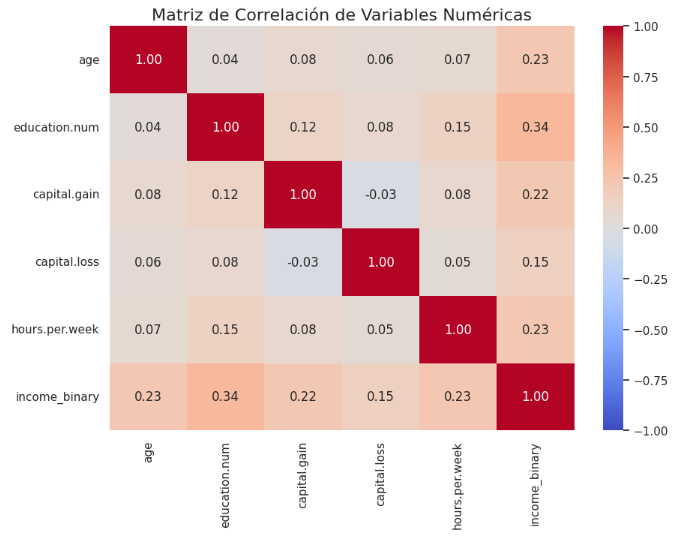 Matriz de Correlación de Variables Numéricas
age 1.00 0.04 0.08 0.06 0.07 0.23
education.num 0.04 1.00 0.12 0.08 0.15 0.34
capital.gain 0.08 0.12 1.00 -0.03 0.08 0.22
capital.loss 0.06 0.08 -0.03 1.00 0.05 0.15
hours.per.week 0.07 0.15 0.08 0.05 1.00 0.23
income_binary 0.23 0.34 0.22 0.15 0.23 1.00
age
education.num
capital.gain
capital.loss
hours.per.week
income_binary
1.00
0.75
0.50
0.25
0.00
−0.25
−0.50
−0.75
−1.00